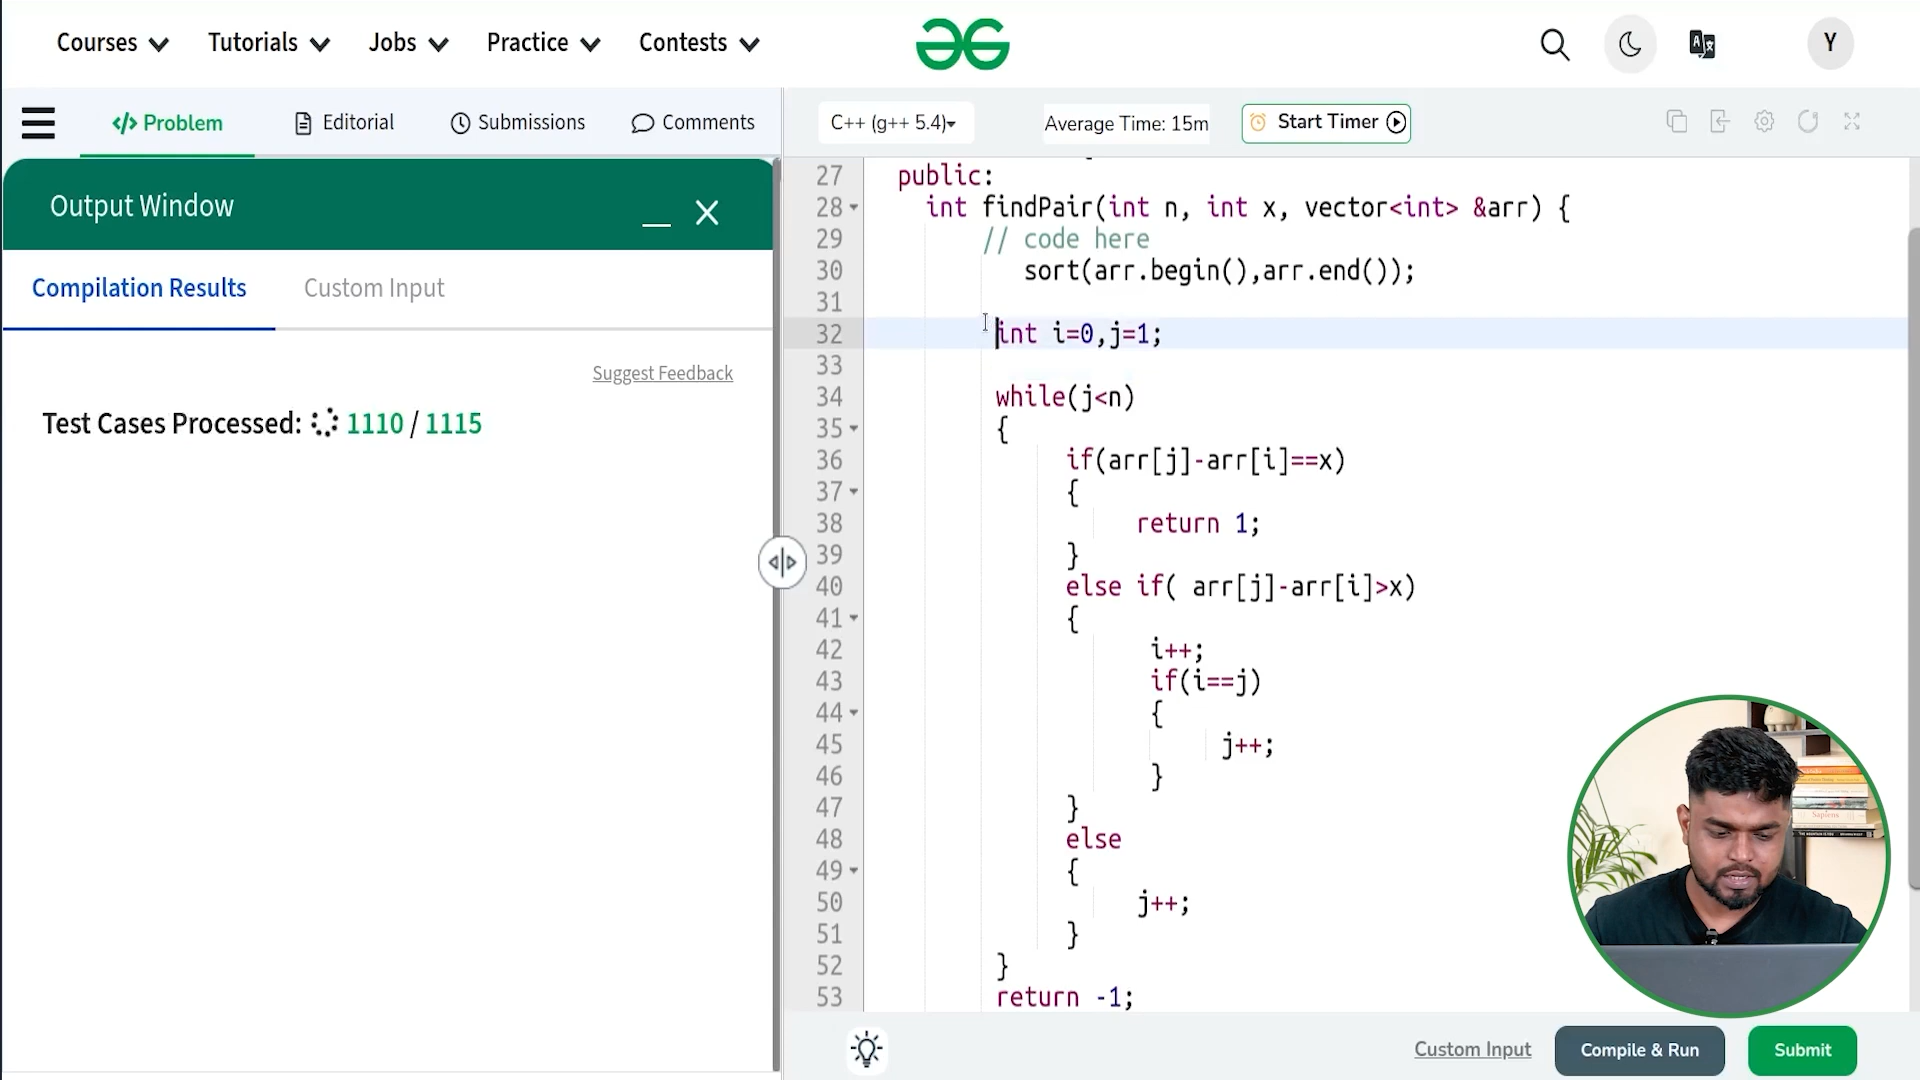 Courses Tutorials Jobs Practice Contests Y
Problem Editorial Submissions Comments
C++ (g++ 5.4) Average Time: 15m Start Timer
Output Window
Compilation Results Custom Input
Suggest Feedback
Test Cases Processed: 1110 / 1115
27 public:
28 int findPair(int n, int x, vector<int> &arr) {
29 // code here
30 sort(arr.begin(),arr.end());
31
32 int i=0,j=1;
33
34 while(j<n)
35 {
36 if(arr[j]-arr[i]==x)
37 {
38 return 1;
39 }
40 else if( arr[j]-arr[i]>x)
41 {
42 i++;
43 if(i==j)
44 {
45 j++;
46 }
47 }
48 else
49 {
50 j++;
51 }
52 }
53 return -1;
Sapiens
Custom Input Compile & Run Submit